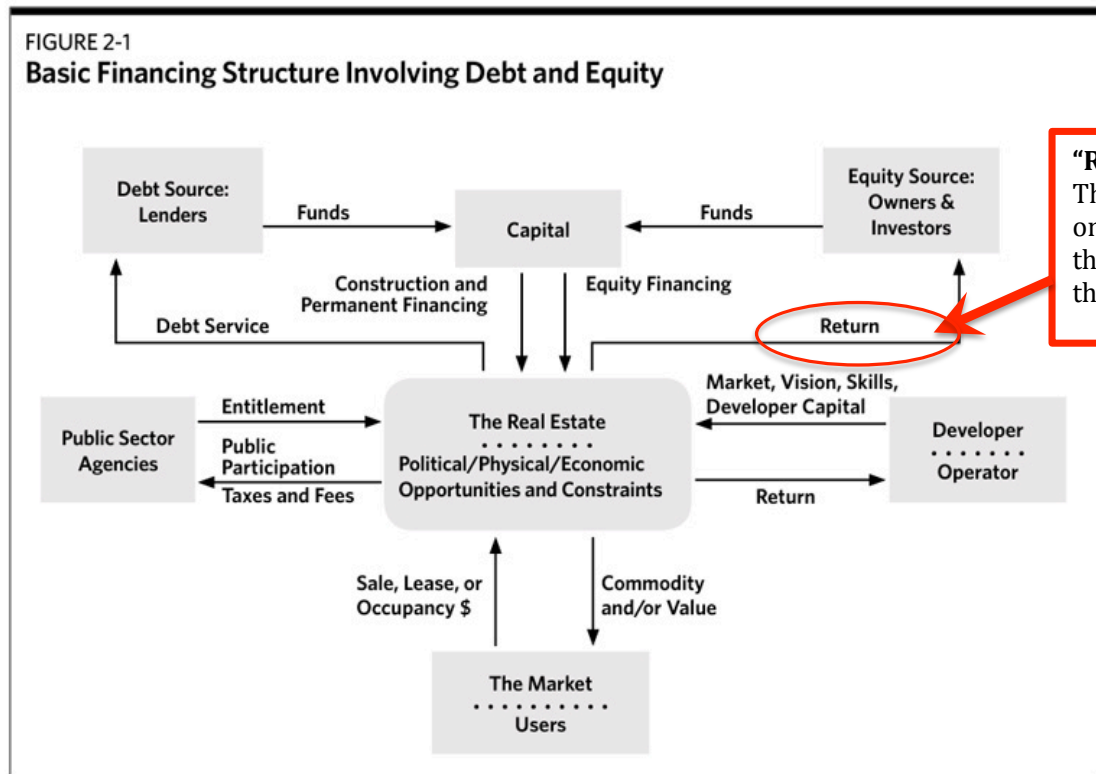 FIGURE 2-1
Basic Financing Structure Involving Debt and Equity
Debt Source:
Lenders
Funds
Capital
Funds
Equity Source:
Owners &
Investors
Construction and
Permanent Financing
Equity Financing
Debt Service
Return
Public Sector
Agencies
Entitlement
Public
Participation
Taxes and Fees
The Real Estate
Political/Physical/Economic
Opportunities and Constraints
Market, Vision, Skills,
Developer Capital
Return
Developer
Operator
Sale, Lease, or
Occupancy $
Commodity
and/or Value
The Market
Users